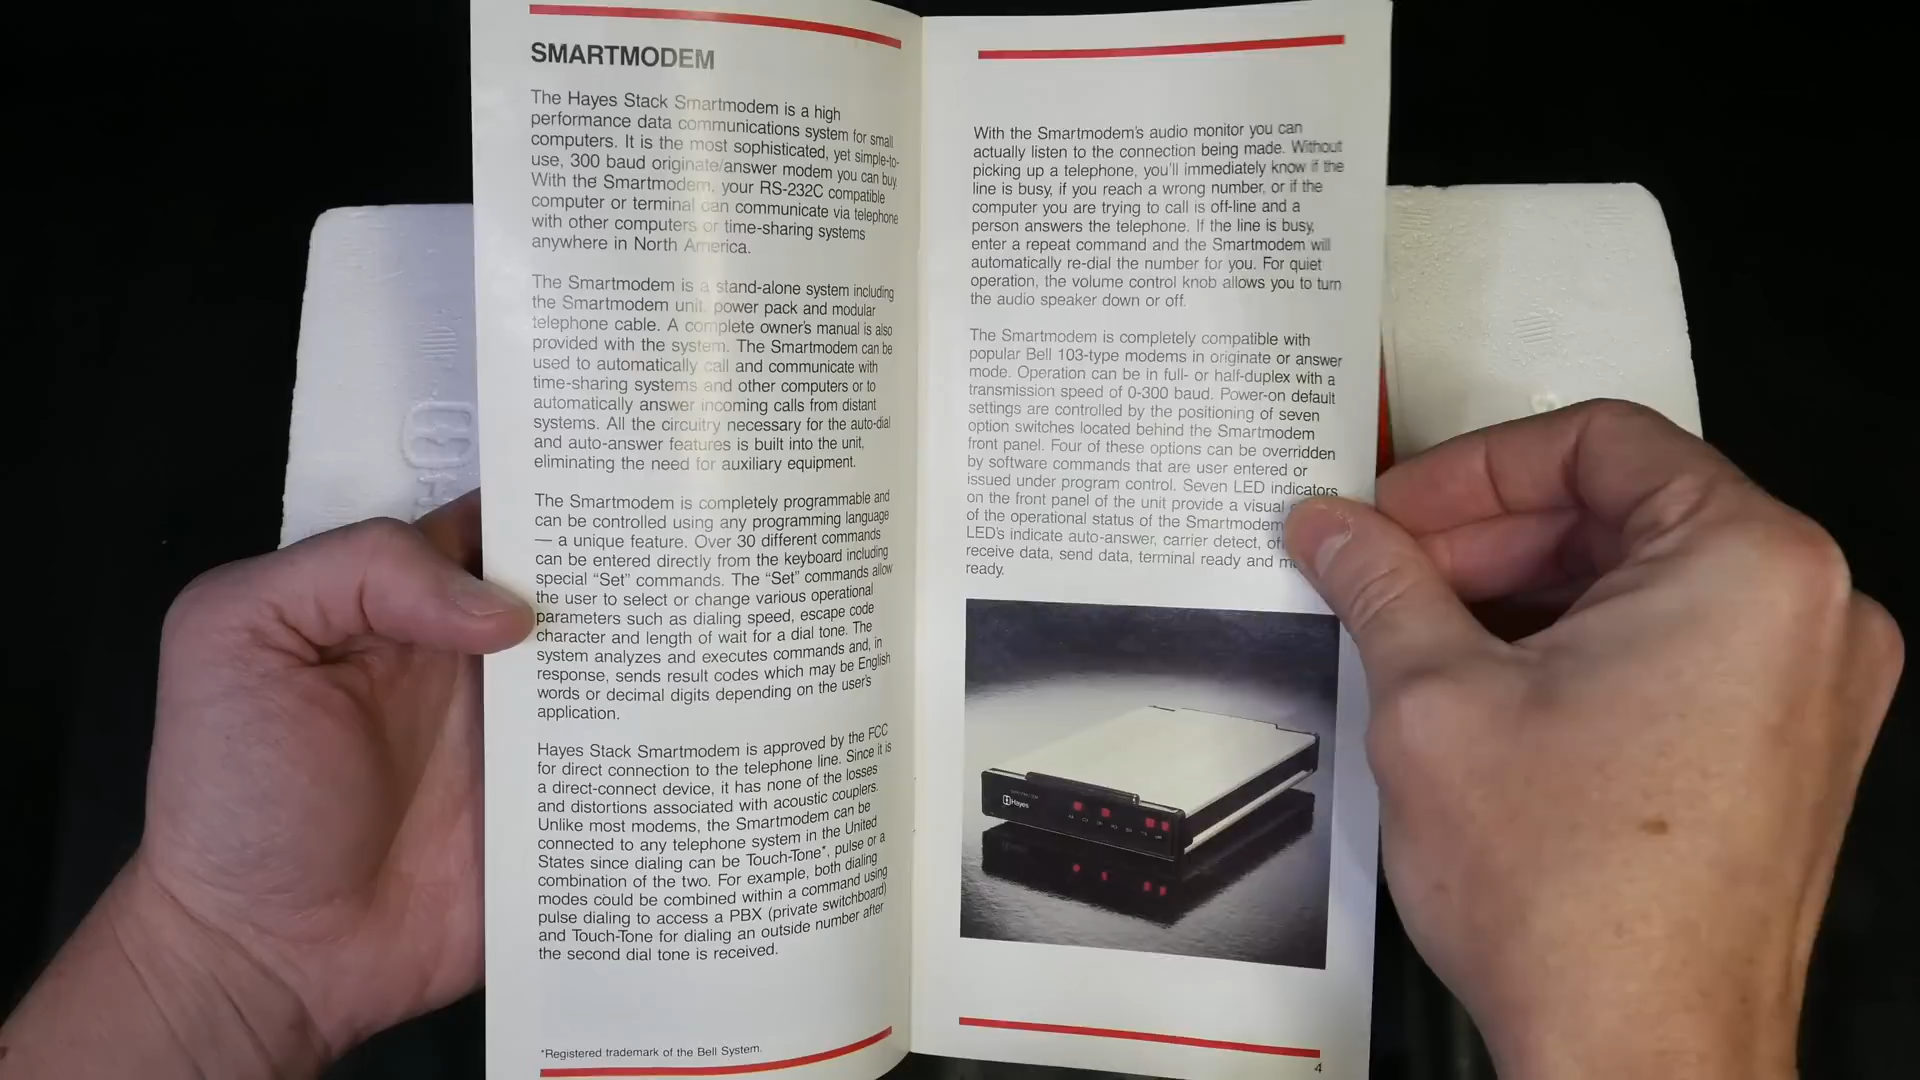 SMARTMODEM
The Hayes Stack Smartmodem is a high
performance data communications system for small
computers. It is the most sophisticated, yet simple-to-
use, 300 baud originate/answer modem you can buy.
With the Smartmodem, your RS-232C compatible
computer or terminal can communicate via telephone
with other computers or time-sharing systems
anywhere in North America.
The Smartmodem is a stand-alone system including
the Smartmodem unit, power pack and modular
telephone cable. A complete owner's manual is also
provided with the system. The Smartmodem can be
used to automatically call and communicate with
time-sharing systems and other computers or to
automatically answer incoming calls from distant
systems. All the circuitry necessary for the auto-dial
and auto-answer features is built into the unit,
eliminating the need for auxiliary equipment.
The Smartmodem is completely programmable and
can be controlled using any programming language
— a unique feature. Over 30 different commands
can be entered directly from the keyboard including
special “Set” commands. The “Set” commands allow
the user to select or change various operational
parameters such as dialing speed, escape code
character and length of wait for a dial tone. The
system analyzes and executes commands and, in
response, sends result codes which may be English
words or decimal digits depending on the user's
application.
Hayes Stack Smartmodem is approved by the FCC
for direct connection to the telephone line. Since it is
a direct-connect device, it has none of the losses
and distortions associated with acoustic couplers.
Unlike most modems, the Smartmodem can be
connected to any telephone system in the United
States since dialing can be Touch-Tone*, pulse or a
combination of the two. For example, both dialing
modes could be combined within a command using
pulse dialing to access a PBX (private switchboard)
and Touch-Tone for dialing an outside number after
the second dial tone is received.
*Registered trademark of the Bell System.
With the Smartmodem's audio monitor you can
actually listen to the connection being made. Without
picking up a telephone, you'll immediately know if the
line is busy, if you reach a wrong number, or if the
computer you are trying to call is off-line and a
person answers the telephone. If the line is busy,
enter a repeat command and the Smartmodem will
automatically re-dial the number for you. For quiet
operation, the volume control knob allows you to turn
the audio speaker down or off.
The Smartmodem is completely compatible with
popular Bell 103-type modems in originate or answer
mode. Operation can be in full- or half-duplex with a
transmission speed of 0-300 baud. Power-on default
settings are controlled by the positioning of seven
option switches located behind the Smartmodem
front panel. Four of these options can be overridden
by software commands that are user entered or
issued under program control. Seven LED indicators
on the front panel of the unit provide a visual
of the operational status of the Smartmodem
LED's indicate auto-answer, carrier detect,
receive data, send data, terminal ready and
ready.
Hayes
4